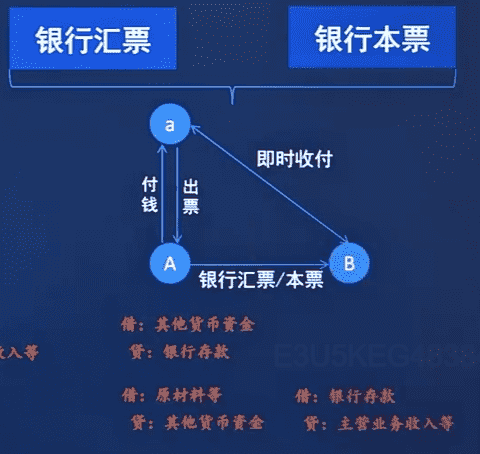 银行汇票
银行本票
a
即时收付
付钱
出票
A
B
银行汇票/本票
借：其他货币资金
收入等
贷：银行存款
借：原材料等
借：银行存款
贷：其他货币资金
贷：主营业务收入等